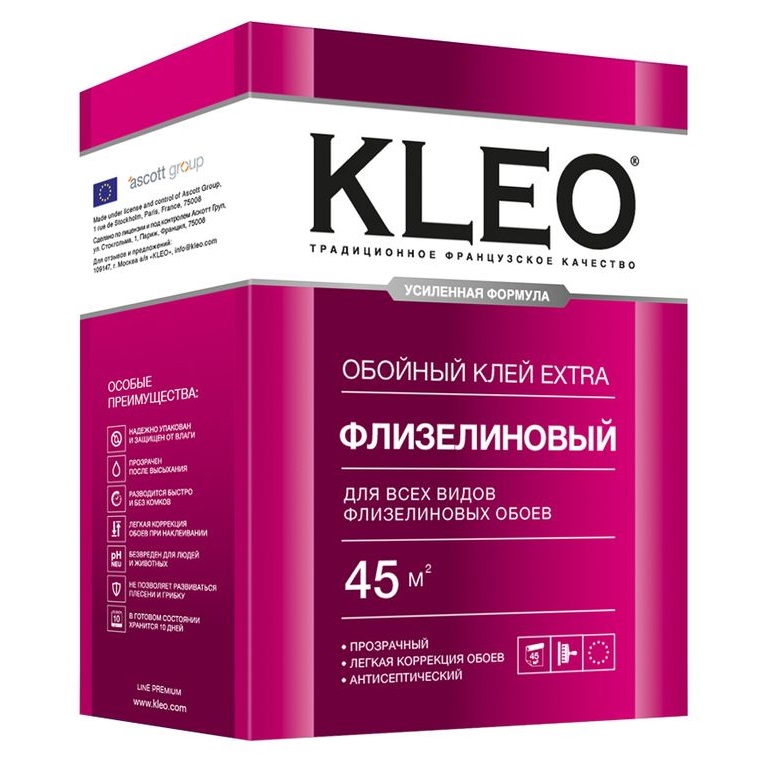 KLEO®
ТРАДИЦИОННОЕ ФРАНЦУЗСКОЕ КАЧЕСТВО
УСИЛЕННАЯ ФОРМУЛА
ОБОЙНЫЙ КЛЕЙ EXTRA
ФЛИЗЕЛИНОВЫЙ
ДЛЯ ВСЕХ ВИДОВ
ФЛИЗЕЛИНОВЫХ ОБОЕВ
45 м²
• ПРОЗРАЧНЫЙ
• ЛЕГКАЯ КОРРЕКЦИЯ ОБОЕВ
• АНТИСЕПТИЧЕСКИЙ
45 м²
ascott group
Made under license and control of Ascott Group,
1 rue de Stockholm, Paris, France, 75008
Сделано по лицензии и под контролем Аскотт Груп,
ул. Стокгольма, 1, Париж, Франция, 75008
Для отзывов и предложений:
109147, г. Москва а/я «KLEO», info@kleo.com
ОСОБЫЕ
ПРЕИМУЩЕСТВА:
НАДЕЖНО УПАКОВАН
И ЗАЩИЩЕН ОТ ВЛАГИ
ПРОЗРАЧЕН
ПОСЛЕ ВЫСЫХАНИЯ
РАЗВОДИТСЯ БЫСТРО
И БЕЗ КОМКОВ
ЛЕГКАЯ КОРРЕКЦИЯ
ОБОЕВ ПРИ НАКЛЕИВАНИИ
pH
NEU
БЕЗВРЕДЕН ДЛЯ ЛЮДЕЙ
И ЖИВОТНЫХ
НЕ ПОЗВОЛЯЕТ РАЗВИВАТЬСЯ
ПЛЕСЕНИ И ГРИБКУ
10
В ГОТОВОМ СОСТОЯНИИ
ХРАНИТСЯ 10 ДНЕЙ
LINE PREMIUM
www.kleo.com